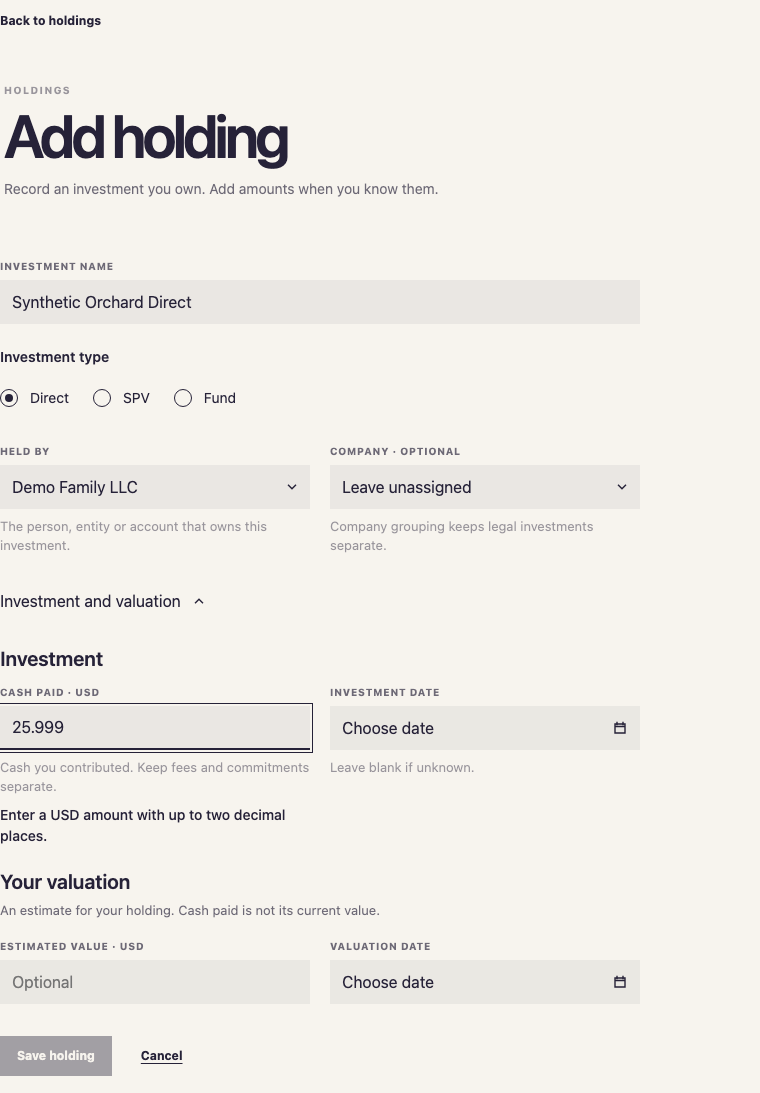 Back to holdings
HOLDINGS
Add holding
Record an investment you own. Add amounts when you know them.
INVESTMENT NAME
Synthetic Orchard Direct
Investment type
Direct SPV Fund
HELD BY COMPANY · OPTIONAL
Demo Family LLC Leave unassigned
The person, entity or account that owns this
investment.
Company grouping keeps legal investments
separate.
Investment and valuation
Investment
CASH PAID · USD INVESTMENT DATE
25.999 Choose date
Cash you contributed. Keep fees and commitments
separate.
Leave blank if unknown.
Enter a USD amount with up to two decimal
places.
Your valuation
An estimate for your holding. Cash paid is not its current value.
ESTIMATED VALUE · USD VALUATION DATE
Optional Choose date
Save holding Cancel